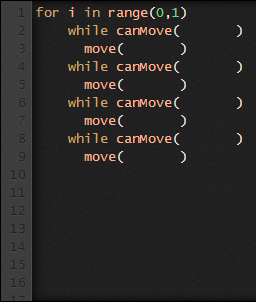 1 for i in range(0,1)
2 while canMove( )
3 move( )
4 while canMove( )
5 move( )
6 while canMove( )
7 move( )
8 while canMove( )
9 move( )
10
11
12
13
14
15
16
17